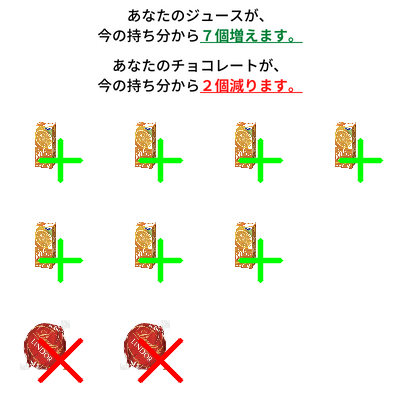 あなたのジュースが、
今の持ち分から７個増えます。
あなたのチョコレートが、
今の持ち分から２個減ります。
LINDOR
LINDOR